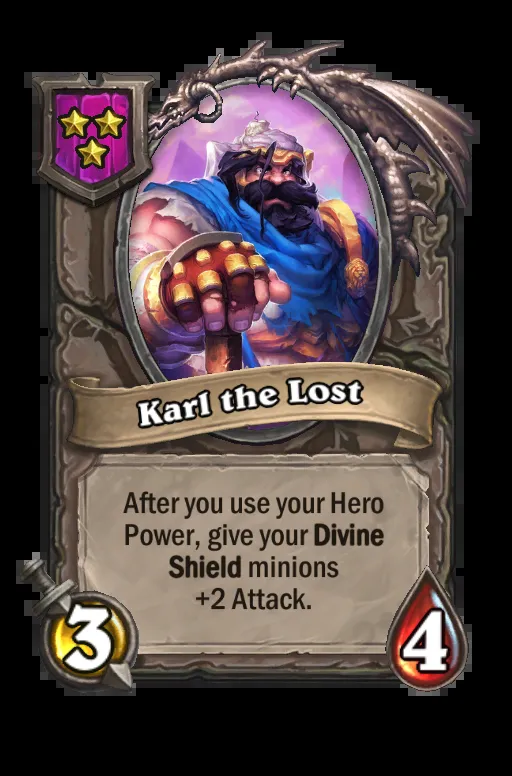 Karl the Lost
After you use your Hero
Power, give your Divine
Shield minions
+2 Attack.
3
4